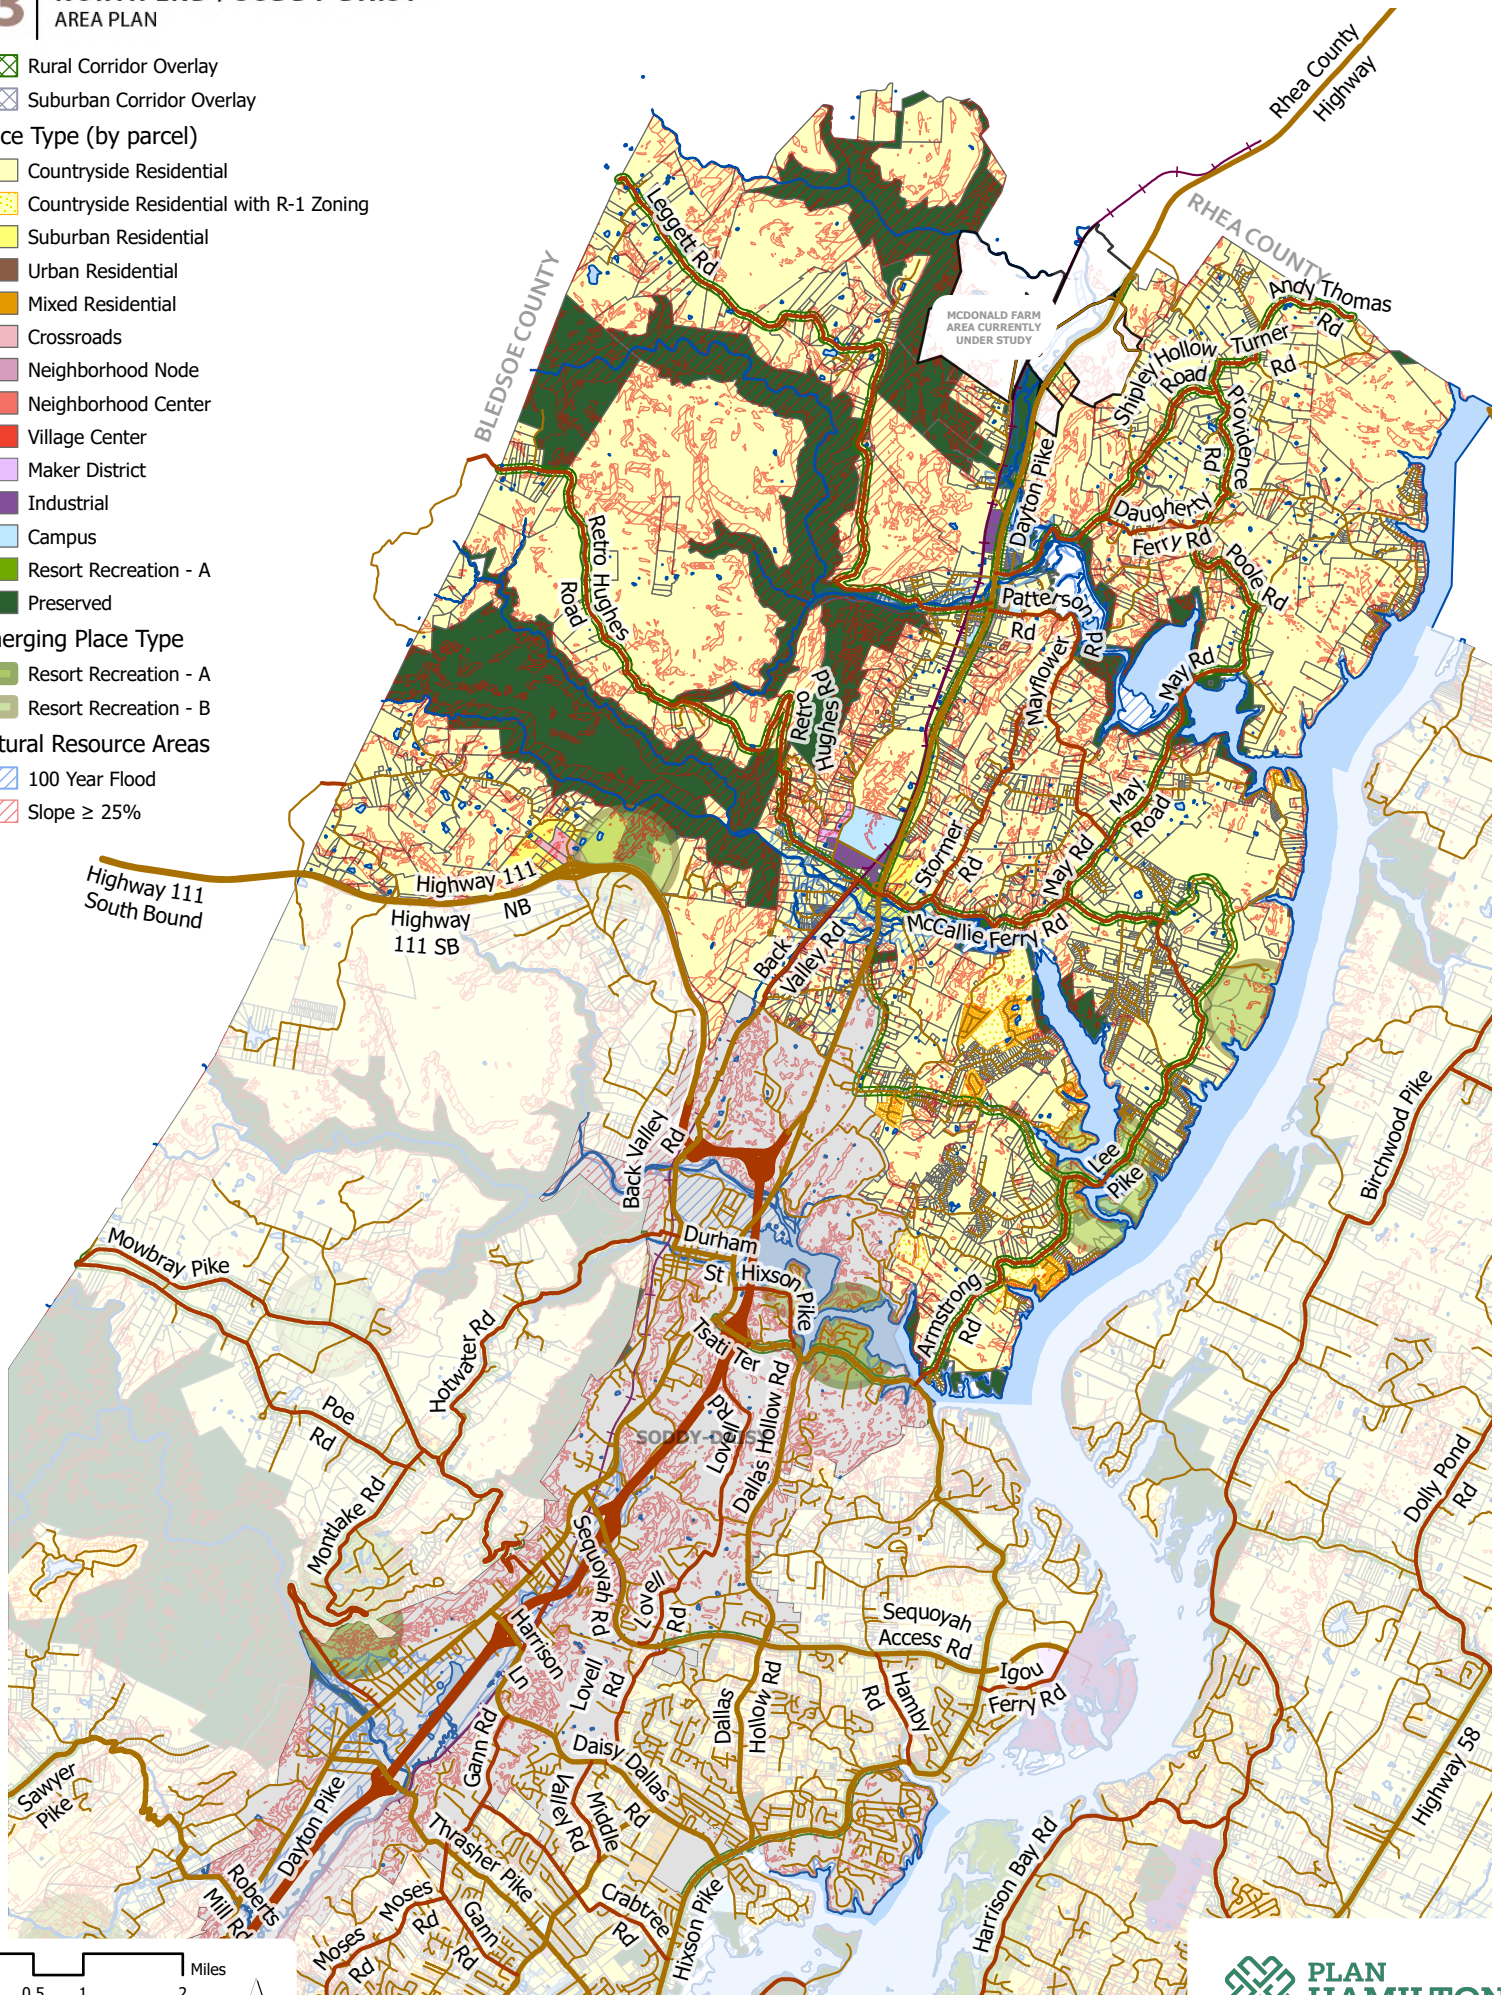 AREA PLAN
Rural Corridor Overlay
Suburban Corridor Overlay
ce Type (by parcel)
Countryside Residential
Countryside Residential with R-1 Zoning
Suburban Residential
Urban Residential
Mixed Residential
Crossroads
Neighborhood Node
Neighborhood Center
Village Center
Maker District
Industrial
Campus
Resort Recreation - A
Preserved
erging Place Type
Resort Recreation - A
Resort Recreation - B
tural Resource Areas
100 Year Flood
Slope ≥ 25%
Rhea County
Highway
RHEA COUNTY
BLEDSOE COUNTY
Leggett Rd
MCDONALD FARM
AREA CURRENTLY
UNDER STUDY
Andy Thomas
Rd
Turner
Rd
Shipley Hollow
Road
Providence
Rd
Dayton Pike
Daugherty
Ferry Rd
Poole Rd
Retro Hughes
Road
Patterson
Rd
Rd
Mayflower
May Rd
Retro
Hughes Rd
May
Road
Stormer
Rd
May Rd
Highway 111
South Bound
Highway 111
NB
Highway
111 SB
McCallie Ferry Rd
Back
Valley Rd
Back Valley
Rd
Lee
Pike
Birchwood Pike
Mowbray Pike
Durham
St
Hixson Pike
Armstrong
Rd
Tsati Ter
Hotwater Rd
Poe
Rd
SODDY-DAISY
Lovell
Rd
Dallas Hollow Rd
Dolly Pond
Rd
Montlake Rd
Sequoyah Rd
Harrison
Ln
Lovell
Rd
Sequoyah
Access Rd
Lovell
Rd
Igou
Ferry Rd
Hamby
Rd
Dallas
Hollow Rd
Gann Rd
Daisy Dallas
Rd
Sawyer
Pike
Dayton Pike
Valley Rd
Middle
Highway 58
Thrasher Pike
Roberts
Mill Rd
Moses
Rd
Gann
Rd
Crabtree
Rd
Hixson Pike
Harrison Bay Rd
Moses
Rd
Miles
0.5 1 2
PLAN
HAMILTON